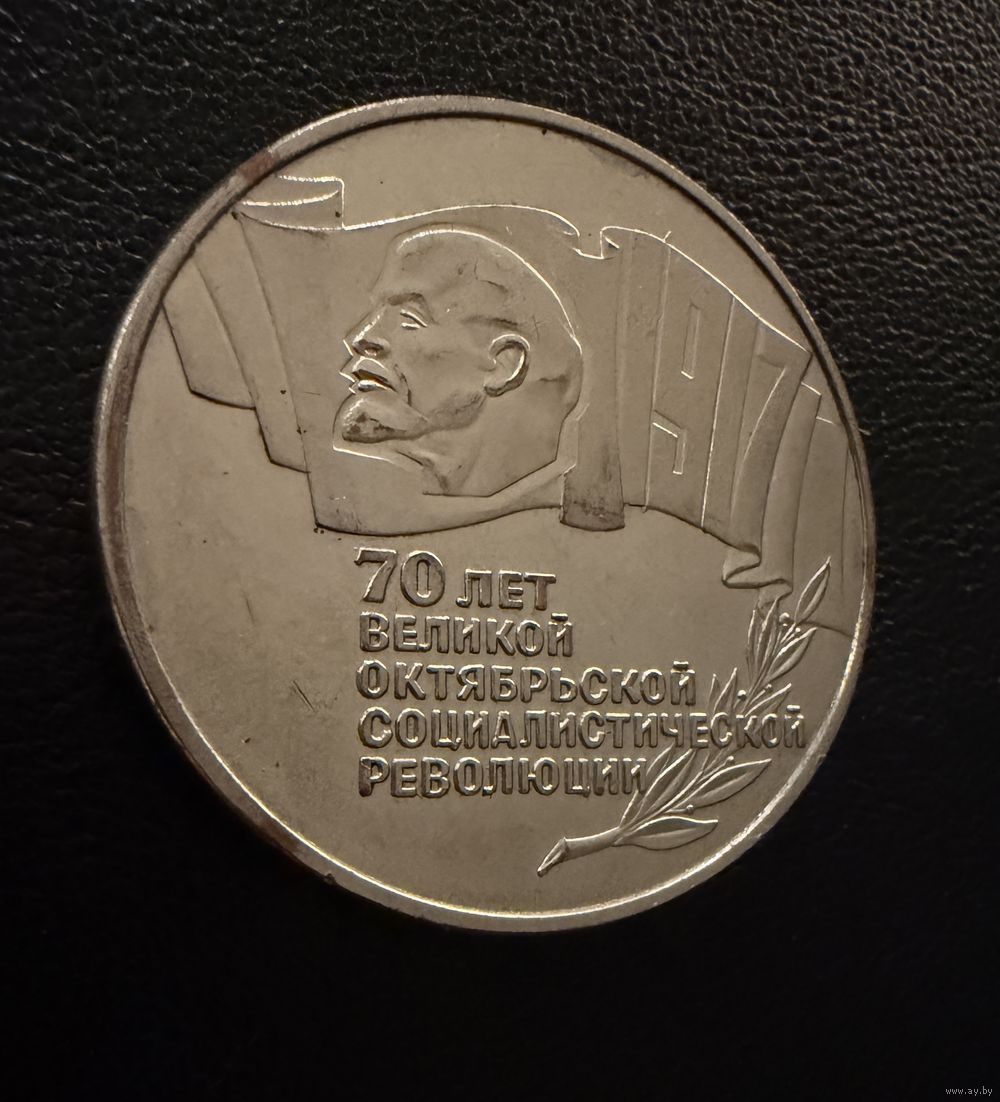 1917
70 ЛЕТ
ВЕЛИКОЙ
ОКТЯБРЬСКОЙ
СОЦИАЛИСТИЧЕСКОЙ
РЕВОЛЮЦИИ
www.ay.by